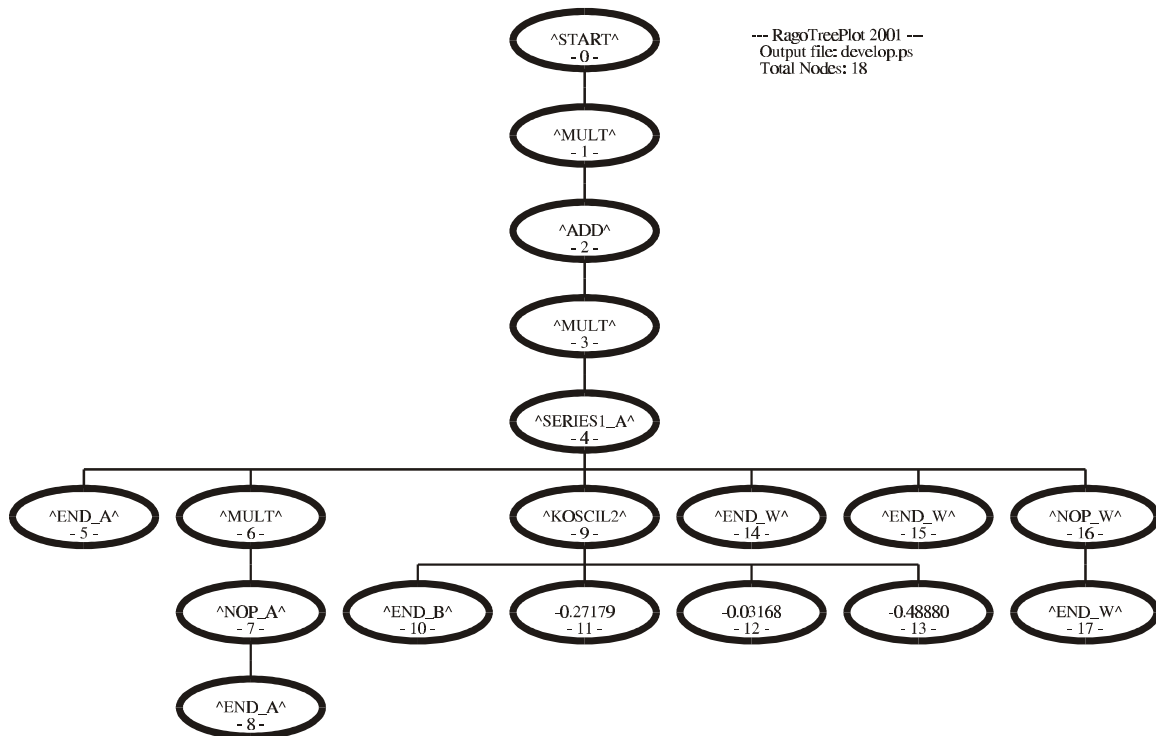 ^START^
- 0 -
--- RagoTreePlot 2001 ---
Output file: develop.ps
Total Nodes: 18
^MULT^
- 1 -
^ADD^
- 2 -
^MULT^
- 3 -
^SERIES1_A^
- 4 -
^END_A^
- 5 -
^MULT^
- 6 -
^KOSCIL2^
- 9 -
^END_W^
- 14 -
^END_W^
- 15 -
^NOP_W^
- 16 -
^NOP_A^
- 7 -
^END_B^
- 10 -
-0.27179
- 11 -
-0.03168
- 12 -
-0.48880
- 13 -
^END_W^
- 17 -
^END_A^
- 8 -